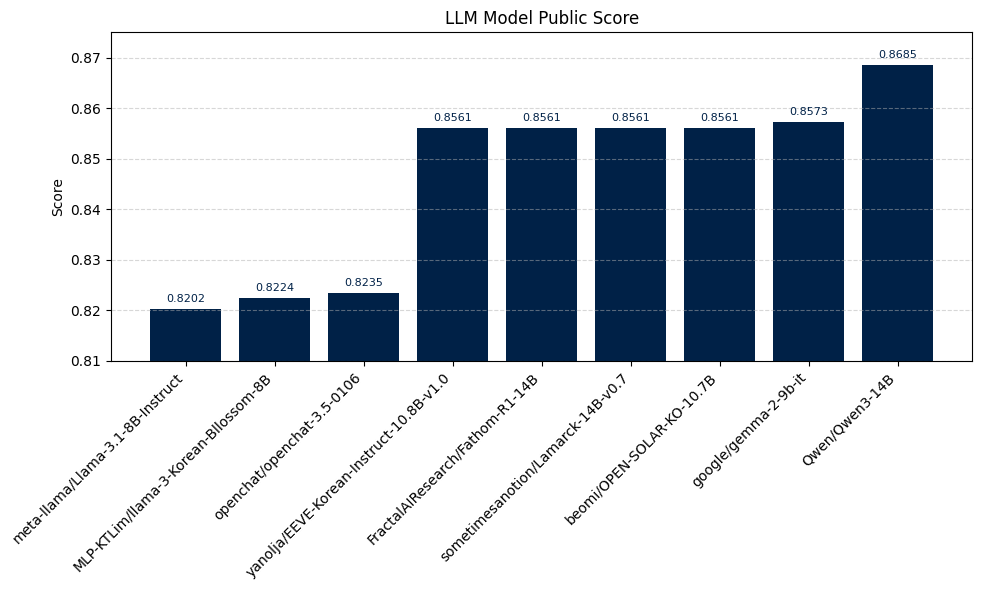 LLM Model Public Score
Score
0.87
0.86
0.85
0.84
0.83
0.82
0.81
0.8202
0.8224
0.8235
0.8561
0.8561
0.8561
0.8561
0.8573
0.8685
meta-llama/Llama-3.1-8B-Instruct
MLP-KTLim/llama-3-Korean-Bllossom-8B
openchat/openchat-3.5-0106
yanolja/EEVE-Korean-Instruct-10.8B-v1.0
FractalAIResearch/Fathom-R1-14B
sometimesanotion/Lamarck-14B-v0.7
beomi/OPEN-SOLAR-KO-10.7B
google/gemma-2-9b-it
Qwen/Qwen3-14B